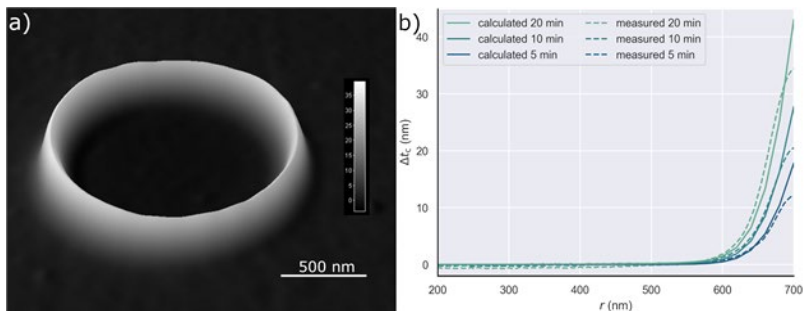 a)
35
30
25
20
15
10
5
0
500 nm
b)
calculated 20 min
calculated 10 min
calculated 5 min
measured 20 min
measured 10 min
measured 5 min
40
30
20
10
0
Δt_c (nm)
200
300
400
500
600
700
r (nm)